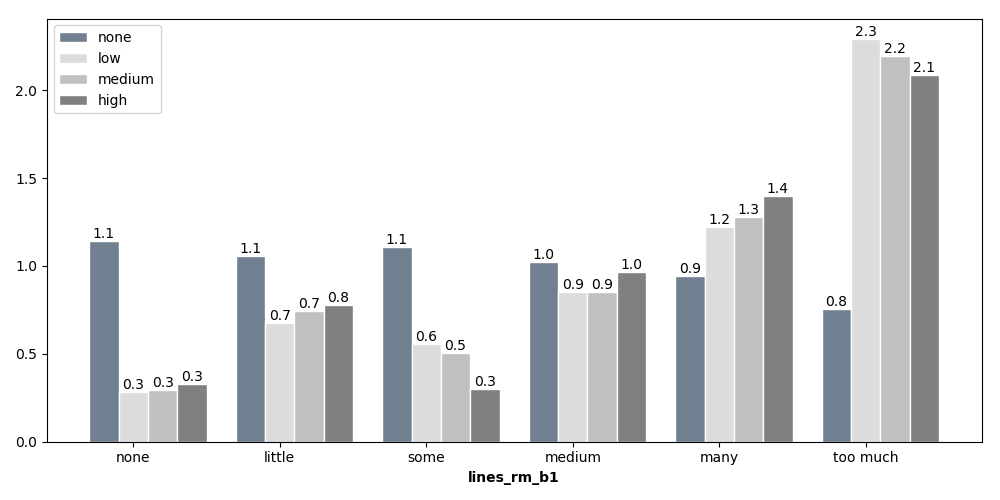 none
low
medium
high
2.0
1.5
1.0
0.5
0.0
1.1 0.3 0.3 0.3
1.1 0.7 0.7 0.8
1.1 0.6 0.5 0.3
1.0 0.9 0.9 1.0
0.9 1.2 1.3 1.4
0.8 2.3 2.2 2.1
none little some medium many too much
lines_rm_b1